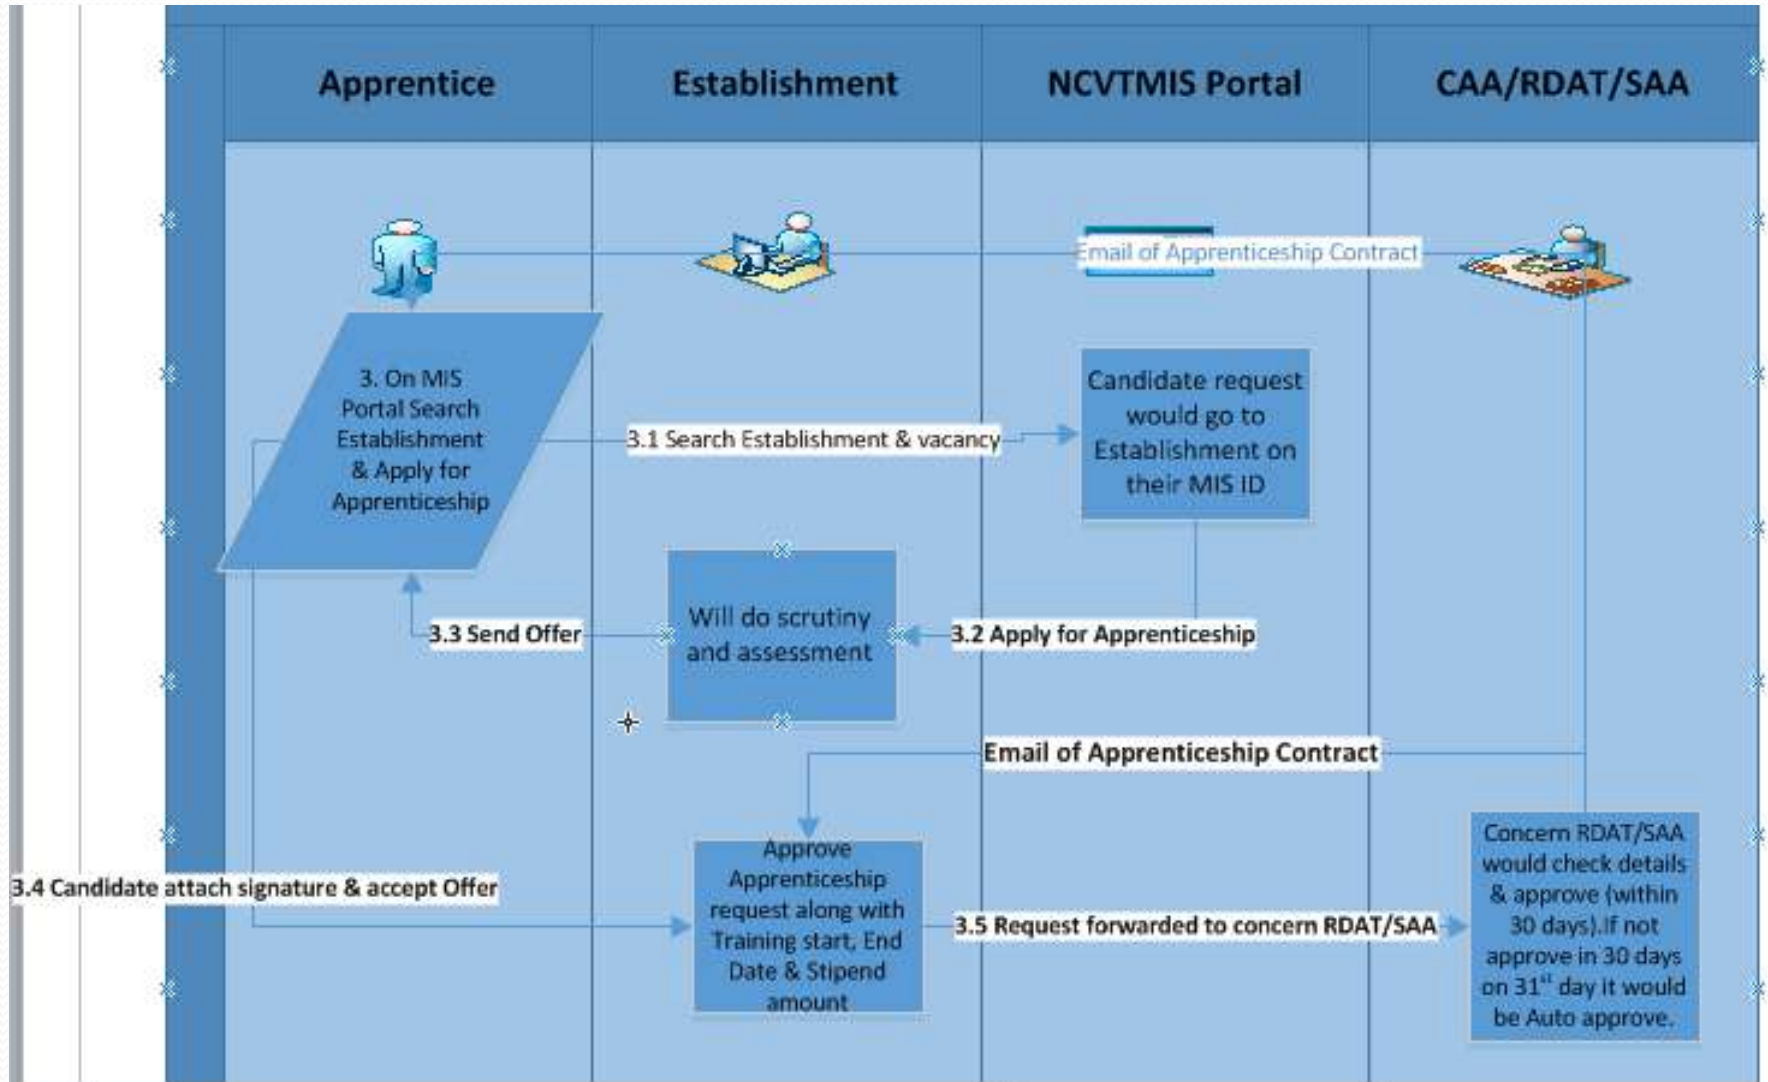 Apprentice
Establishment
NCVTMIS Portal
CAA/RDAT/SAA
Email of Apprenticeship Contract
3. On MIS
Portal Search
Establishment
& Apply for
Apprenticeship
3.1 Search Establishment & vacancy
Candidate request
would go to
Establishment on
their MIS ID
Will do scrutiny
and assessment
3.3 Send Offer
3.2 Apply for Apprenticeship
Email of Apprenticeship Contract
3.4 Candidate attach signature & accept Offer
Approve
Apprenticeship
request along with
Training start, End
Date & Stipend
amount
3.5 Request forwarded to concern RDAT/SAA
Concern RDAT/SAA
would check details
& approve (within
30 days).If not
approve in 30 days
on 31st day it would
be Auto approve.